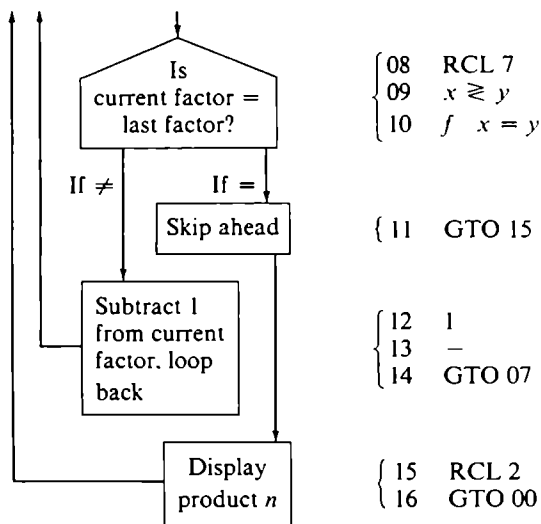 Is
current factor =
last factor?
{ 08 RCL 7
09 x ≷ y
10 f x = y
If ≠
If =
Skip ahead
{ 11 GTO 15
Subtract 1
from current
factor, loop
back
{ 12 1
13 −
14 GTO 07
Display
product n
{ 15 RCL 2
16 GTO 00